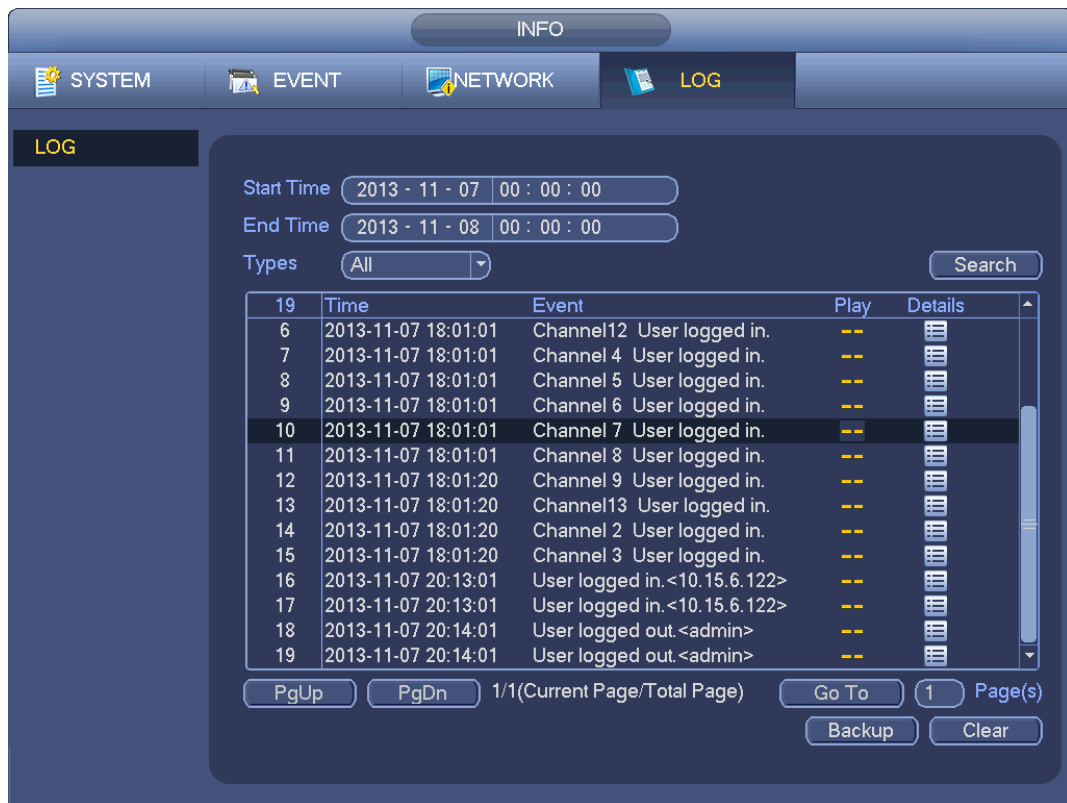 INFO
SYSTEM EVENT NETWORK LOG
LOG
Start Time 2013 - 11 - 07 00 : 00 : 00
End Time 2013 - 11 - 08 00 : 00 : 00
Types All Search
19 Time Event Play Details
6 2013-11-07 18:01:01 Channel12 User logged in. --
7 2013-11-07 18:01:01 Channel 4 User logged in. --
8 2013-11-07 18:01:01 Channel 5 User logged in. --
9 2013-11-07 18:01:01 Channel 6 User logged in. --
10 2013-11-07 18:01:01 Channel 7 User logged in. --
11 2013-11-07 18:01:01 Channel 8 User logged in. --
12 2013-11-07 18:01:20 Channel 9 User logged in. --
13 2013-11-07 18:01:20 Channel13 User logged in. --
14 2013-11-07 18:01:20 Channel 2 User logged in. --
15 2013-11-07 18:01:20 Channel 3 User logged in. --
16 2013-11-07 20:13:01 User logged in.<10.15.6.122> --
17 2013-11-07 20:13:01 User logged in.<10.15.6.122> --
18 2013-11-07 20:14:01 User logged out.<admin> --
19 2013-11-07 20:14:01 User logged out.<admin> --
PgUp PgDn 1/1(Current Page/Total Page) Go To 1 Page(s)
Backup Clear